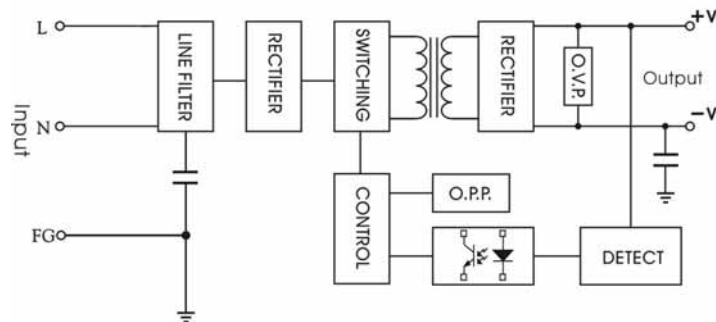 L
LINE FILTER
RECTIFIER
SWITCHING
RECTIFIER
+V
O.V.P.
Output
Input
N
-V
CONTROL
O.P.P.
FG
DETECT